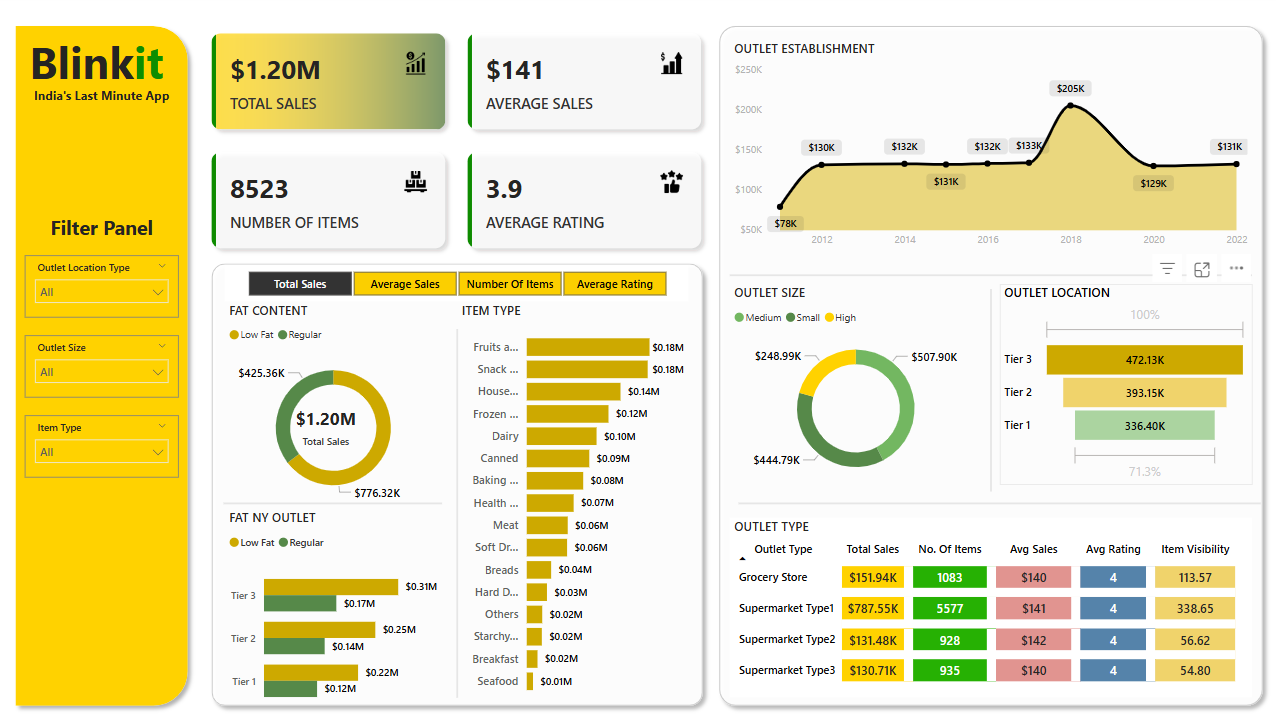 Blinkit
India's Last Minute App
Filter Panel
Outlet Location Type
All
Outlet Size
All
Item Type
All
$1.20M
TOTAL SALES
$141
AVERAGE SALES
8523
NUMBER OF ITEMS
3.9
AVERAGE RATING
Total Sales Average Sales Number Of Items Average Rating
FAT CONTENT
Low Fat Regular
$425.36K
$1.20M
Total Sales
$776.32K
FAT NY OUTLET
Low Fat Regular
Tier 3 $0.31M
$0.17M
Tier 2 $0.25M
$0.14M
Tier 1 $0.22M
$0.12M
ITEM TYPE
Fruits a... $0.18M
Snack ... $0.18M
House... $0.14M
Frozen ... $0.12M
Dairy $0.10M
Canned $0.09M
Baking ... $0.08M
Health ... $0.07M
Meat $0.06M
Soft Dr... $0.06M
Breads $0.04M
Hard D... $0.03M
Others $0.02M
Starchy... $0.02M
Breakfast $0.02M
Seafood $0.01M
OUTLET ESTABLISHMENT
$250K
$200K
$150K
$100K
$50K
$78K
$130K
$132K
$131K
$132K
$133K
$205K
$129K
$131K
2012 2014 2016 2018 2020 2022
OUTLET SIZE
Medium Small High
$248.99K
$507.90K
$444.79K
OUTLET LOCATION
100%
Tier 3 472.13K
Tier 2 393.15K
Tier 1 336.40K
71.3%
OUTLET TYPE
Outlet Type Total Sales No. Of Items Avg Sales Avg Rating Item Visibility
Grocery Store $151.94K 1083 $140 4 113.57
Supermarket Type1 $787.55K 5577 $141 4 338.65
Supermarket Type2 $131.48K 928 $142 4 56.62
Supermarket Type3 $130.71K 935 $140 4 54.80